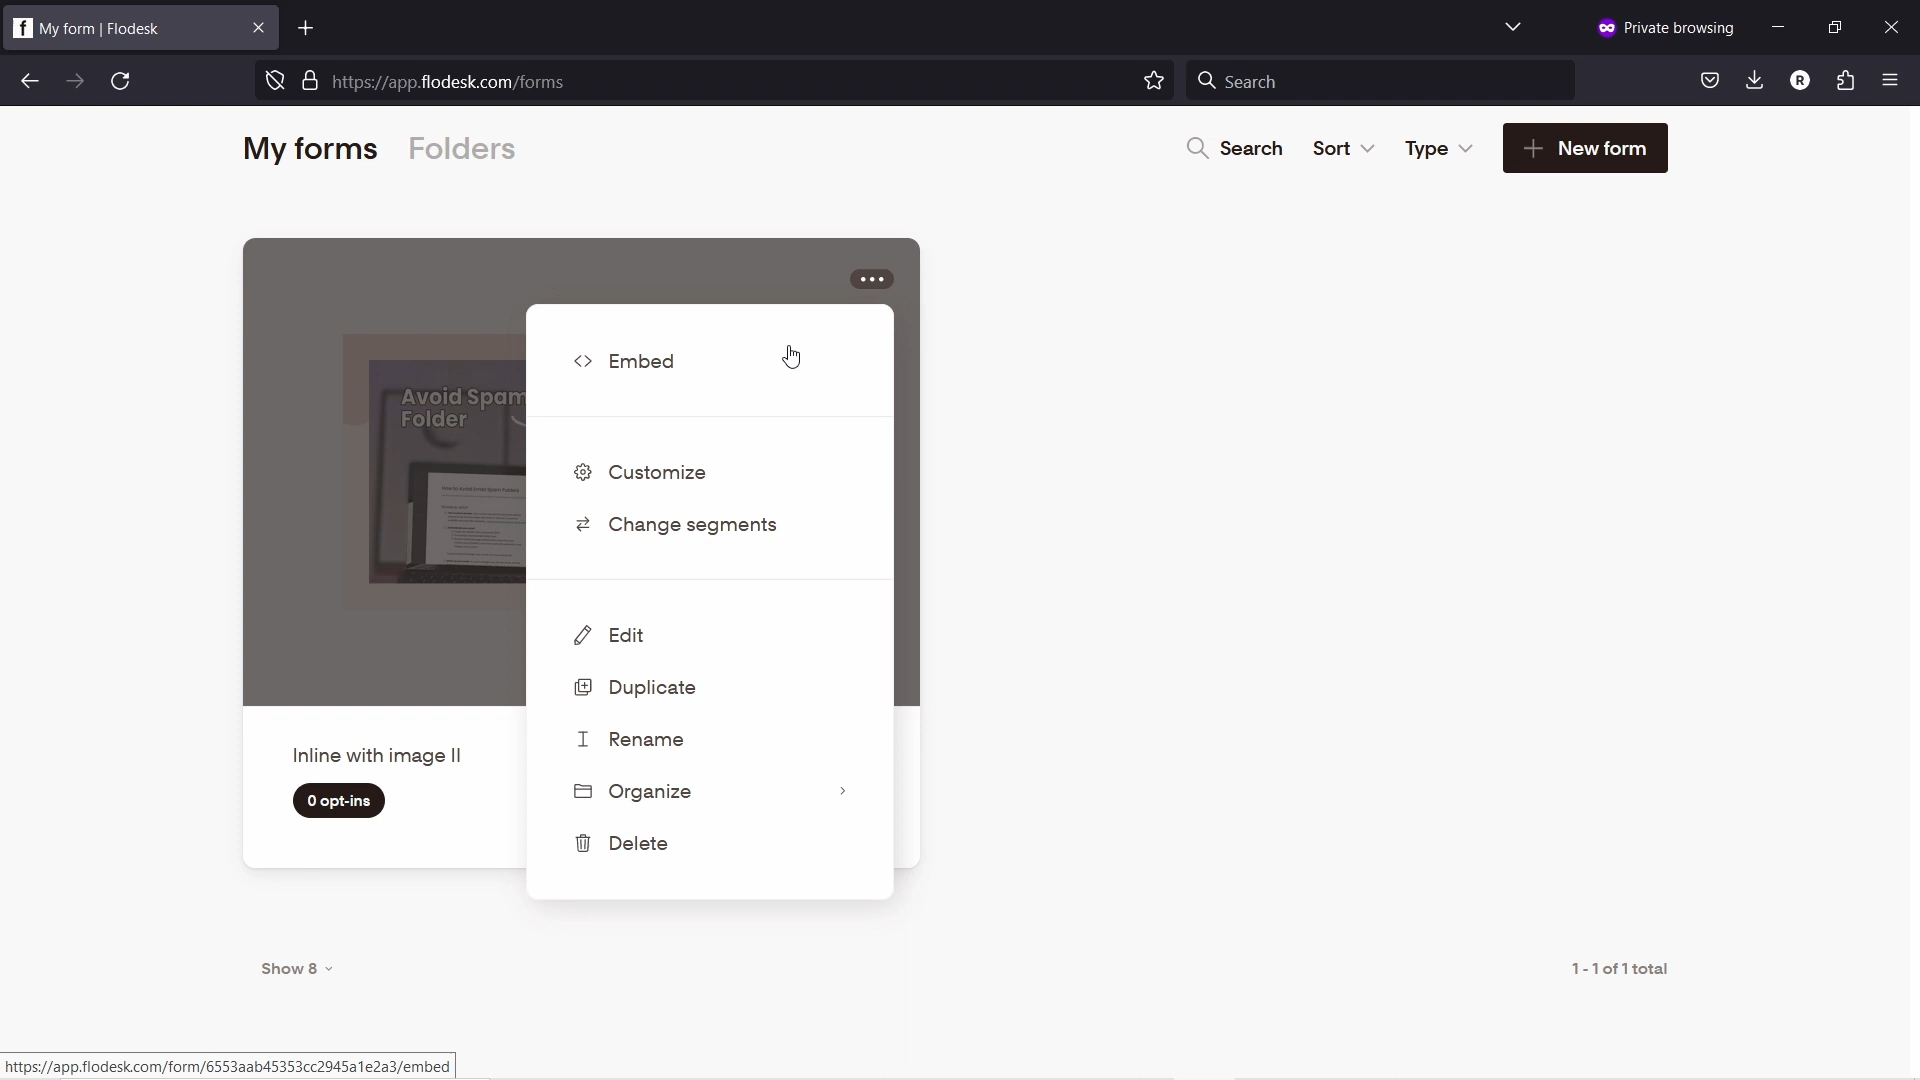 My form | Flodesk
Private browsing
https://app.flodesk.com/forms
Search
R
My forms
Folders
Search
Sort
Type
New form
Avoid Spam
Folder
Embed
Customize
Change segments
Edit
Duplicate
Rename
Organize
Delete
Inline with image II
0 opt-ins
Show 8
1 - 1 of 1 total
https://app.flodesk.com/form/6553aab45353cc2945a1e2a3/embed